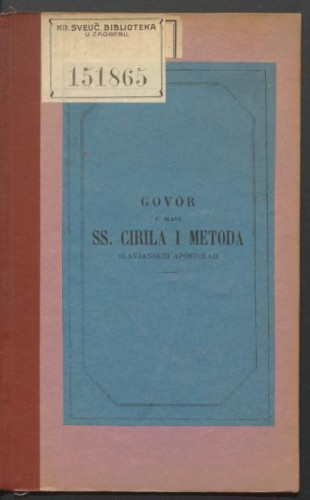 KR. SVEUČ. BIBLIOTEKA
U ZAGREBU.
151865
GOVOR
U SLAVU
SS. CIRILA I METODA
SLAVJANSKIH APOSTOLAH.